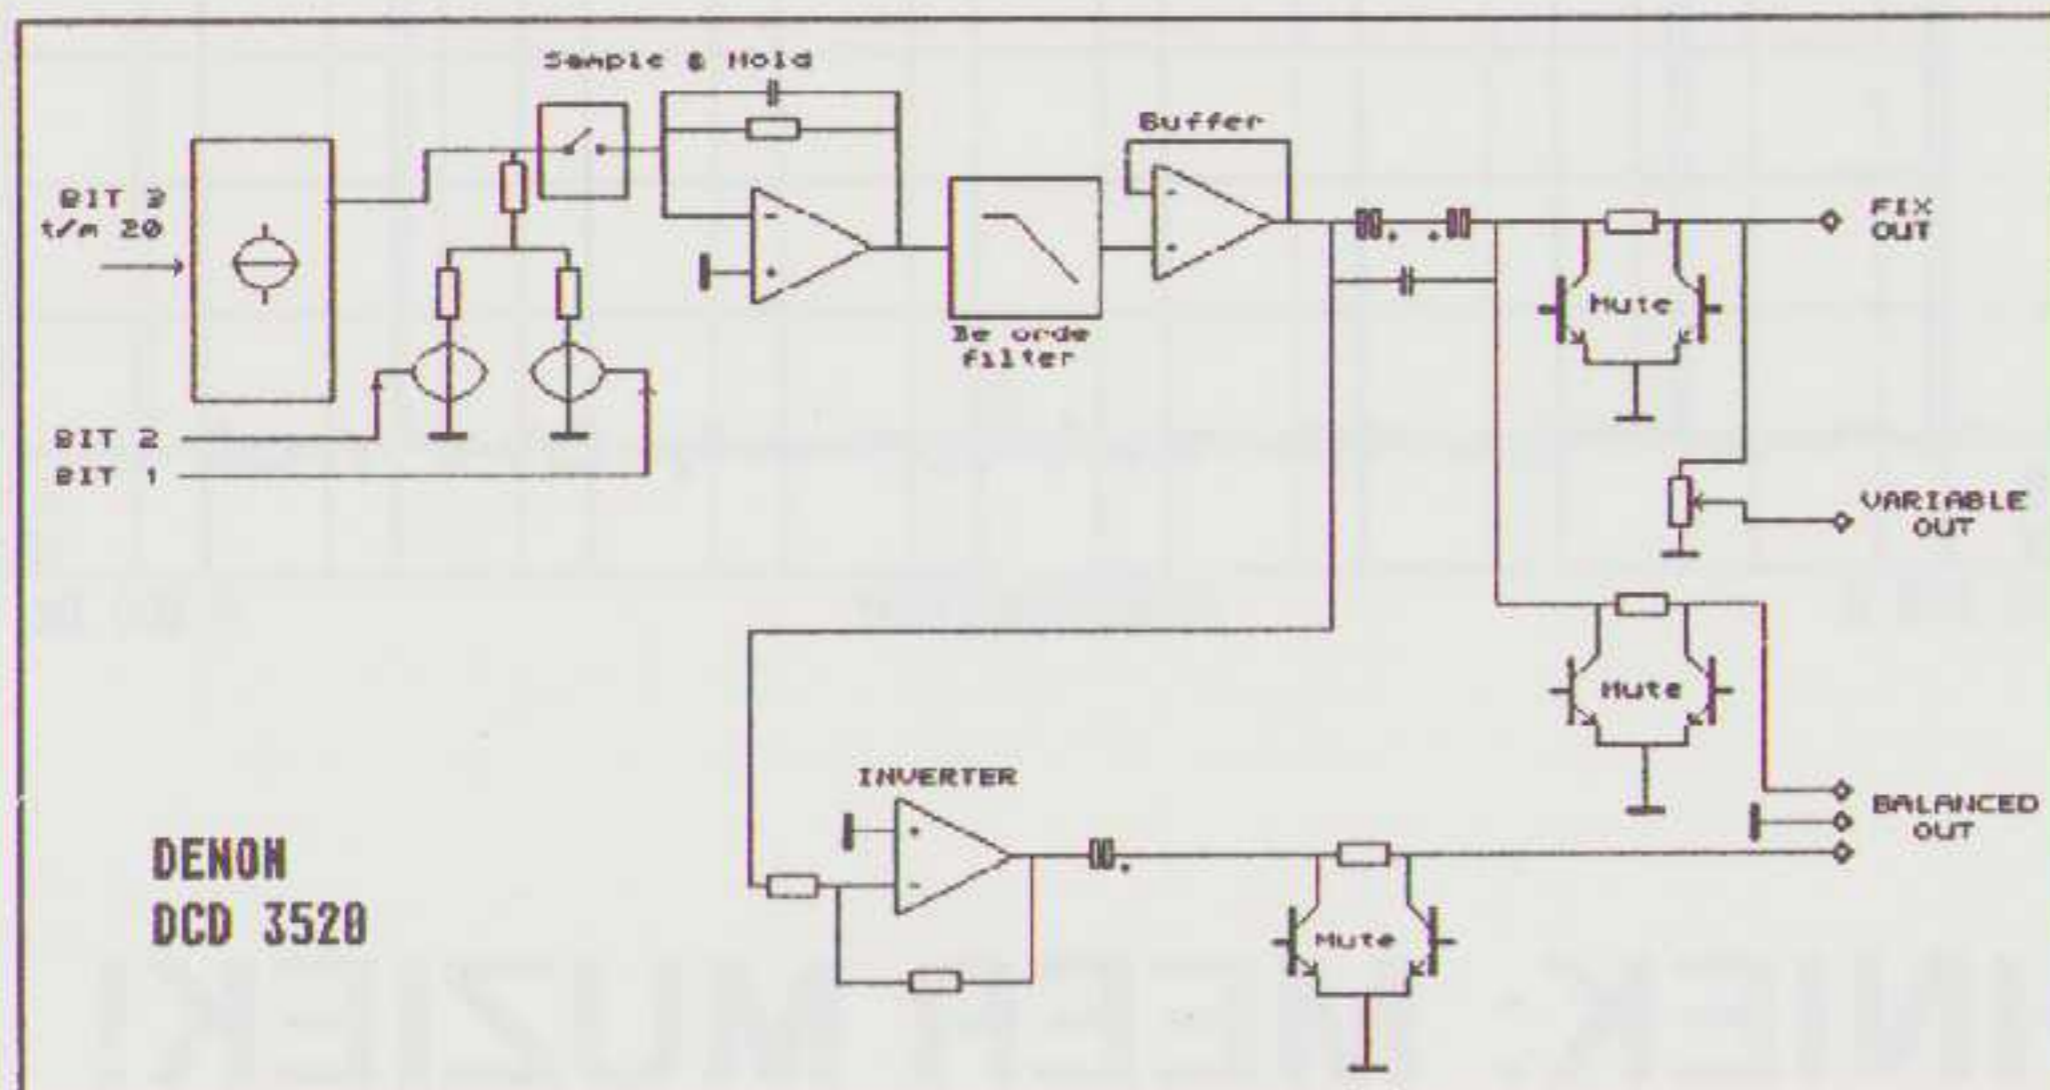 Sample & Hold
Buffer
BIT 3
t/m 20
FIX
OUT
Mute
3e orde
filter
BIT 2
BIT 1
VARIABLE
OUT
Mute
INVERTER
BALANCED
OUT
DENON
DCD 3520
Mute